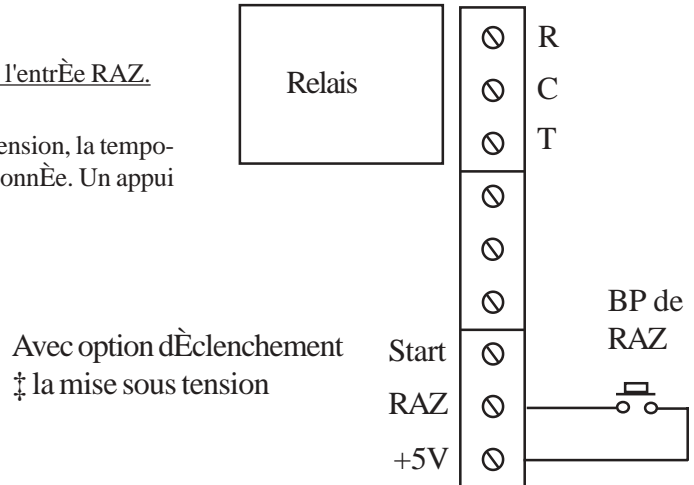 l'entrÈe RAZ.
ension, la tempo-
onnÈe. Un appui
Relais
R
C
T
Avec option dÈclenchement
‡ la mise sous tension
Start
RAZ
+5V
BP de
RAZ